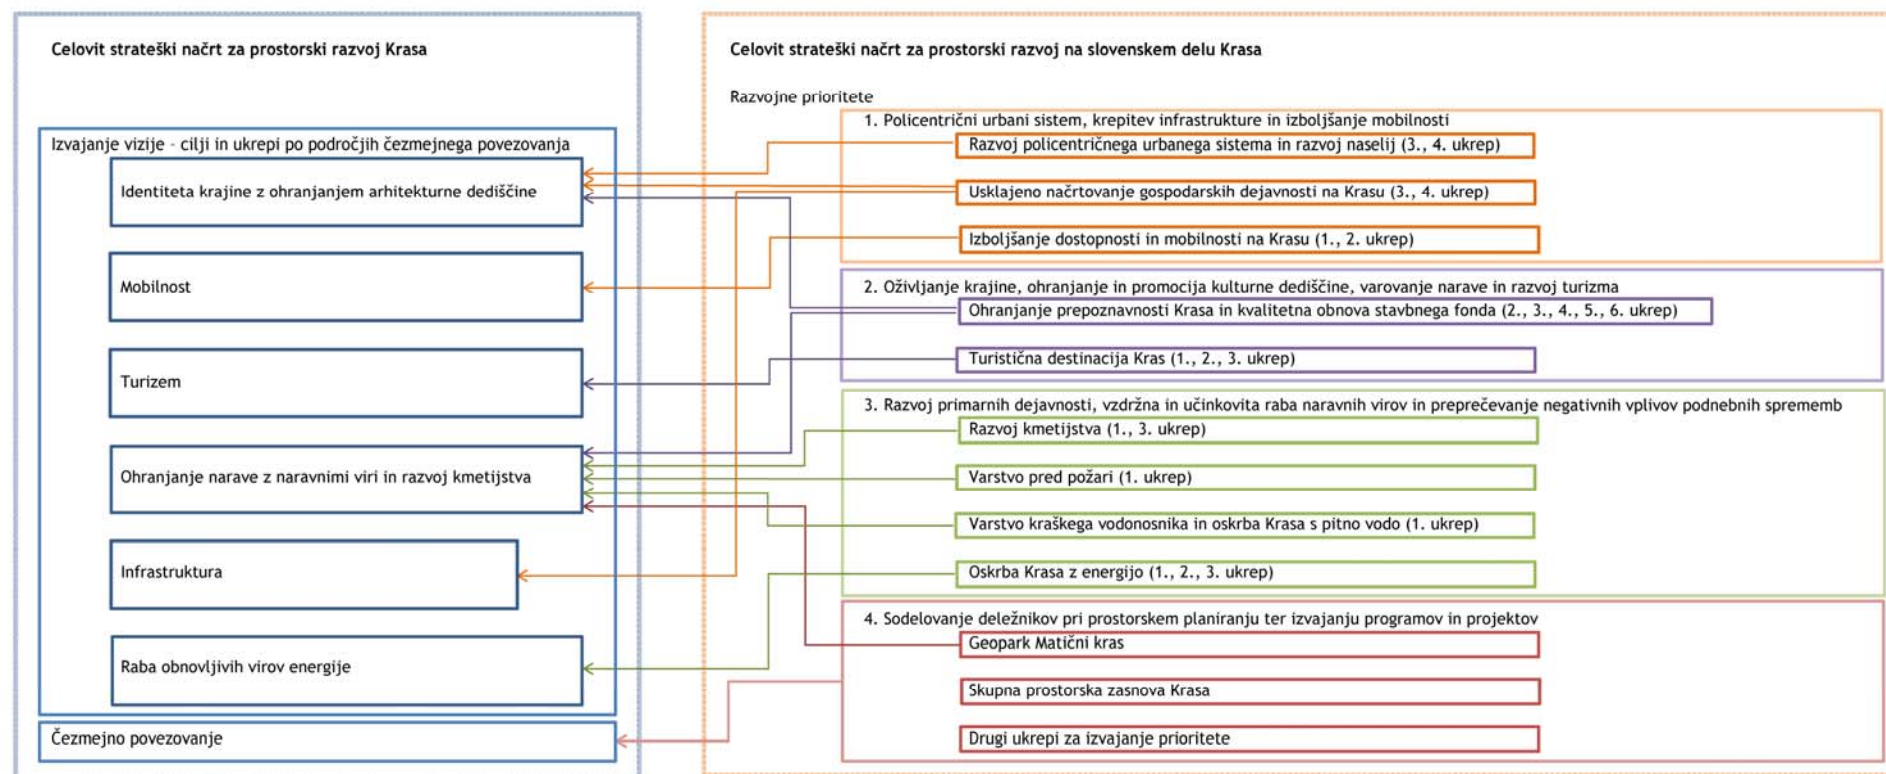 Celovit strateški načrt za prostorski razvoj Krasa
Izvajanje vizije - cilji in ukrepi po področjih čezmejnega povezovanja
Identiteta krajine z ohranjanjem arhitekturne dediščine
Mobilnost
Turizem
Ohranjanje narave z naravnimi viri in razvoj kmetijstva
Infrastruktura
Raba obnovljivih virov energije
Čezmejno povezovanje
Celovit strateški načrt za prostorski razvoj na slovenskem delu Krasa
Razvojne prioritete
1. Policentrični urbani sistem, krepitev infrastrukture in izboljšanje mobilnosti
Razvoj policentričnega urbanega sistema in razvoj naselij (3., 4. ukrep)
Usklajeno načrtovanje gospodarskih dejavnosti na Krasu (3., 4. ukrep)
Izboljšanje dostopnosti in mobilnosti na Krasu (1., 2. ukrep)
2. Oživljanje krajine, ohranjanje in promocija kulturne dediščine, varovanje narave in razvoj turizma
Ohranjanje prepoznavnosti Krasa in kvalitetna obnova stavbnega fonda (2., 3., 4., 5., 6. ukrep)
Turistična destinacija Kras (1., 2., 3. ukrep)
3. Razvoj primarnih dejavnosti, vzdržna in učinkovita raba naravnih virov in preprečevanje negativnih vplivov podnebnih sprememb
Razvoj kmetijstva (1., 3. ukrep)
Varstvo pred požari (1. ukrep)
Varstvo kraškega vodonosnika in oskrba Krasa s pitno vodo (1. ukrep)
Oskrba Krasa z energijo (1., 2., 3. ukrep)
4. Sodelovanje deležnikov pri prostorskem planiranju ter izvajanju programov in projektov
Geopark Matični kras
Skupna prostorska zasnova Krasa
Drugi ukrepi za izvajanje prioritete